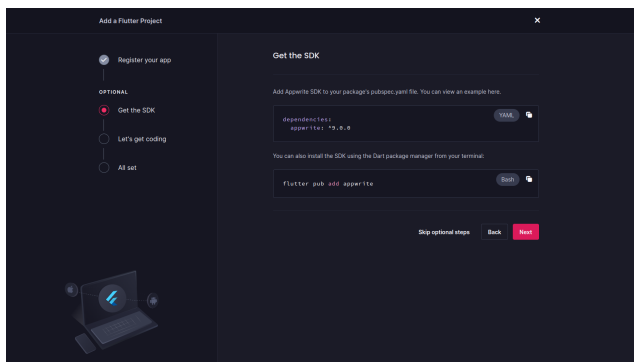 Add a Flutter Project
Register your app
OPTIONAL
Get the SDK
Let's get coding
All set
Get the SDK
Add Appwrite SDK to your package's pubspec.yaml file. You can view an example here.
YAML
dependencies:
appwrite: ^9.0.0
You can also install the SDK using the Dart package manager from your terminal:
Bash
flutter pub add appwrite
Skip optional steps
Back
Next